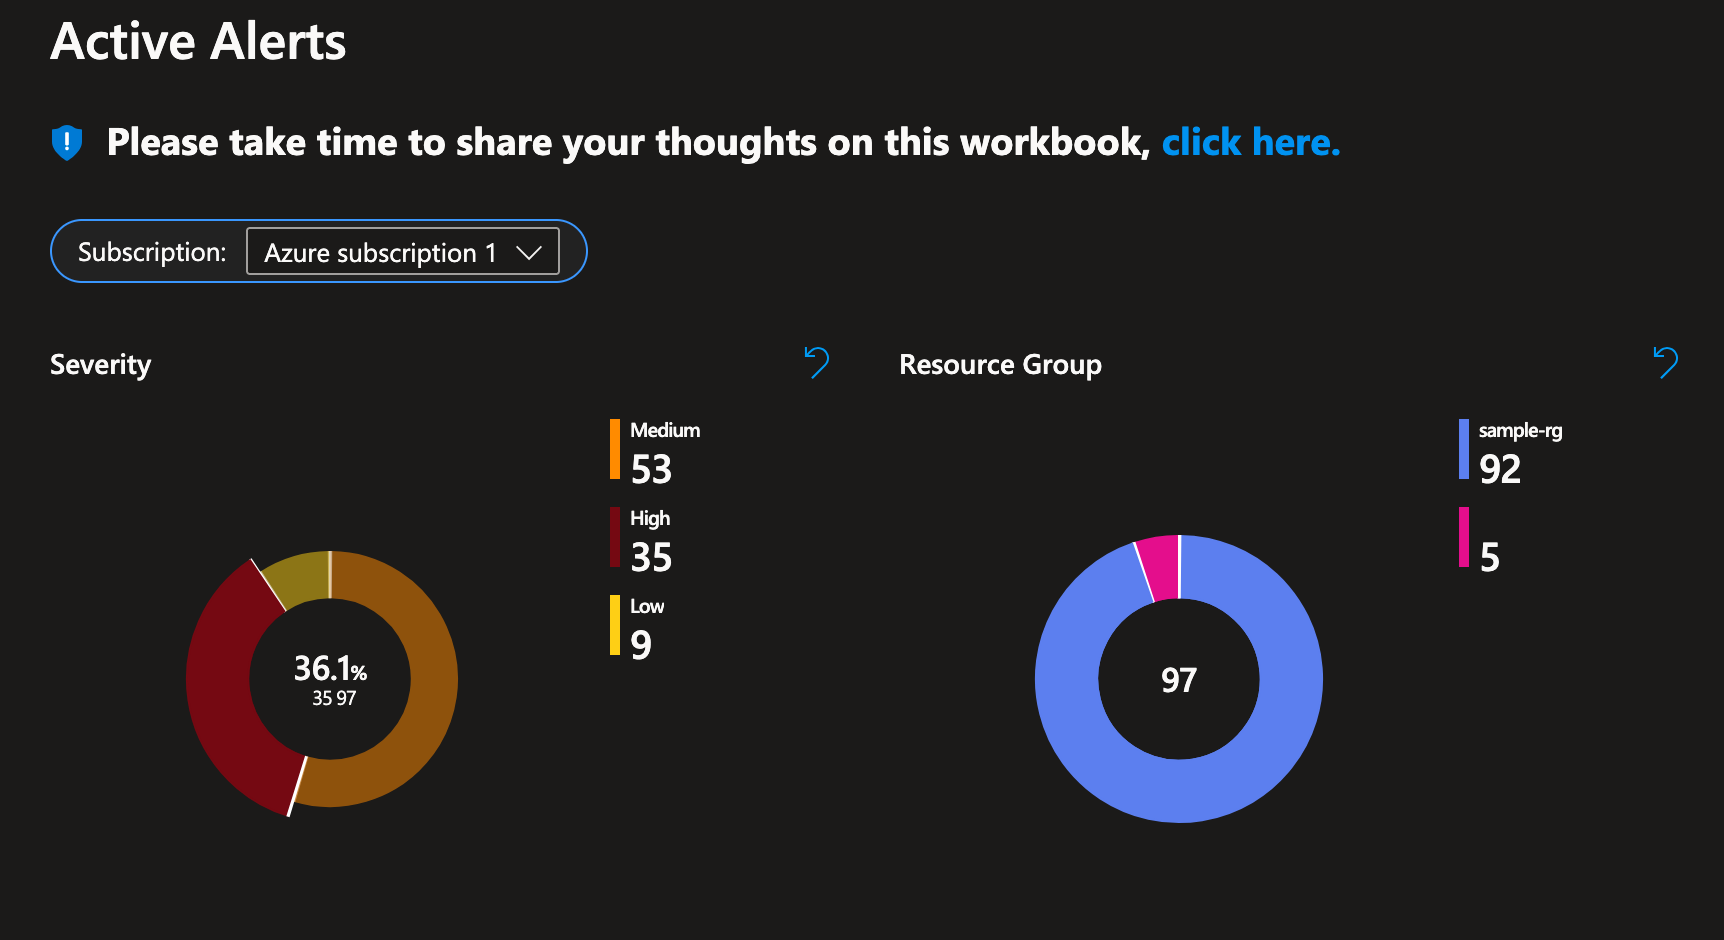 Active Alerts
Please take time to share your thoughts on this workbook, click here.
Subscription: Azure subscription 1
Severity
Medium
53
High
35
Low
9
36.1%
35 97
Resource Group
sample-rg
92
5
97